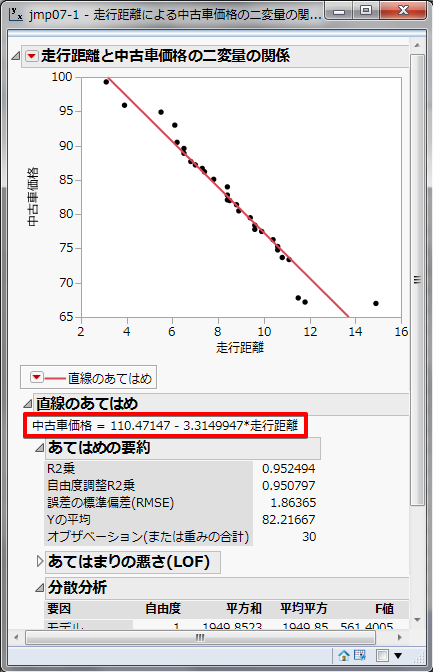 jmp07-1 - 走行距離による中古車価格の二変量の関...
走行距離と中古車価格の二変量の関係
100
95
90
85
80
75
70
65
中古車価格
2 4 6 8 10 12 14 16
走行距離
直線のあてはめ
直線のあてはめ
中古車価格 = 110.47147 - 3.3149947*走行距離
あてはめの要約
R2乗 0.952494
自由度調整R2乗 0.950797
誤差の標準偏差(RMSE) 1.86365
Yの平均 82.21667
オブザベーション(または重みの合計) 30
あてはまりの悪さ(LOF)
分散分析
要因 自由度 平方和 平均平方 F値
モデル 1 1949.8523 1949.85 561.4005